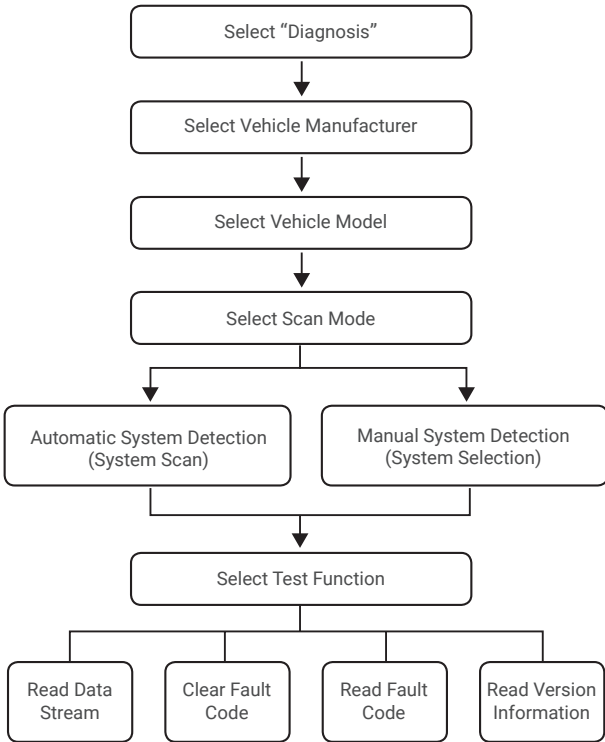 Select “Diagnosis”
Select Vehicle Manufacturer
Select Vehicle Model
Select Scan Mode
Automatic System Detection
(System Scan)
Manual System Detection
(System Selection)
Select Test Function
Read Data
Stream
Clear Fault
Code
Read Fault
Code
Read Version
Information